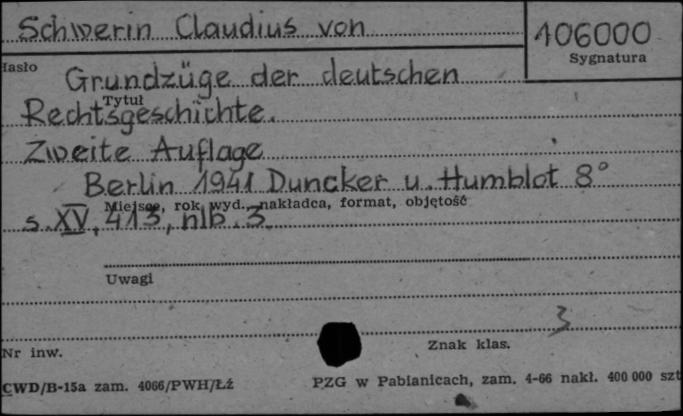 Schwerin Claudius von
106000
Sygnatura
Hasło
Grundzüge der deutschen
Tytuł
Rechtsgeschichte.
Zweite Auflage
Berlin 1941 Duncker u. Humblot 8°
Miejsce, rok wyd., nakładca, format, objętość
s. XV, 413, nlb. 3.
Uwagi
3
Nr inw.
Znak klas.
CWD/B-15a zam. 4066/PWH/Łź
PZG w Pabianicach, zam. 4-66 nakł. 400 000 szt